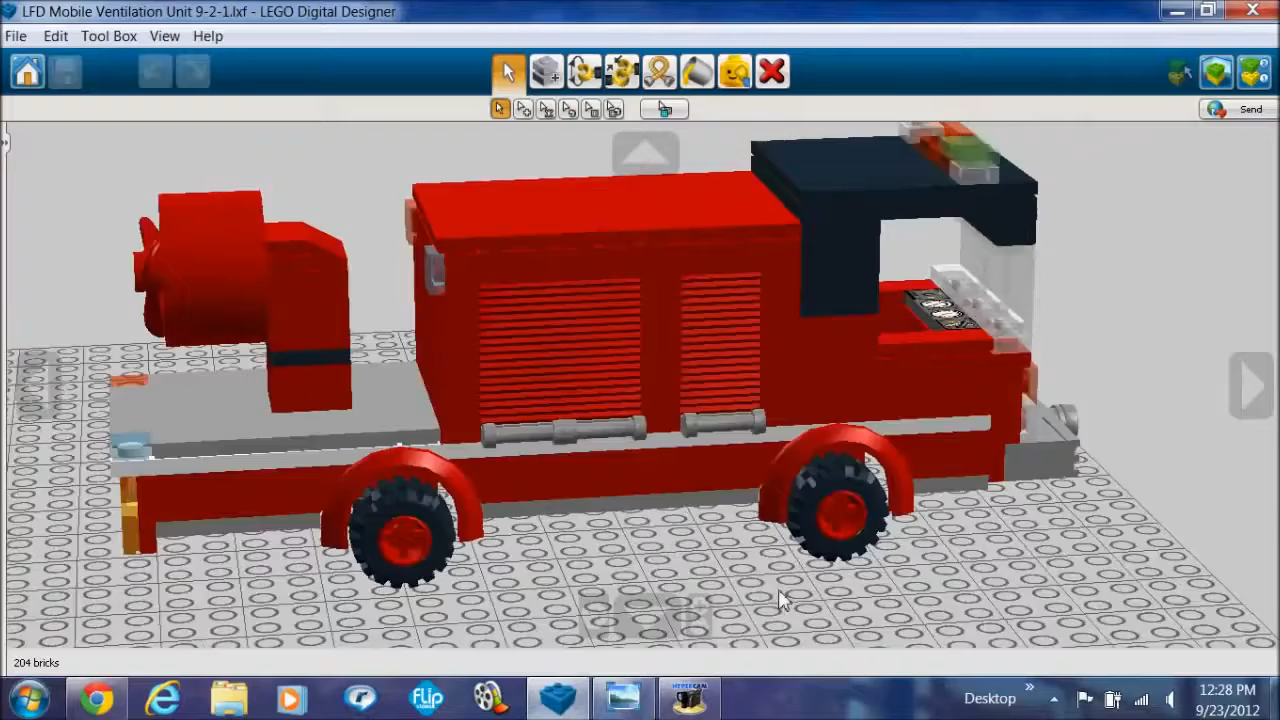 LFD Mobile Ventilation Unit 9-2-1.lxf - LEGO Digital Designer
File Edit Tool Box View Help
Send
204 bricks
flip
HYPERCAM
Desktop
12:28 PM
9/23/2012